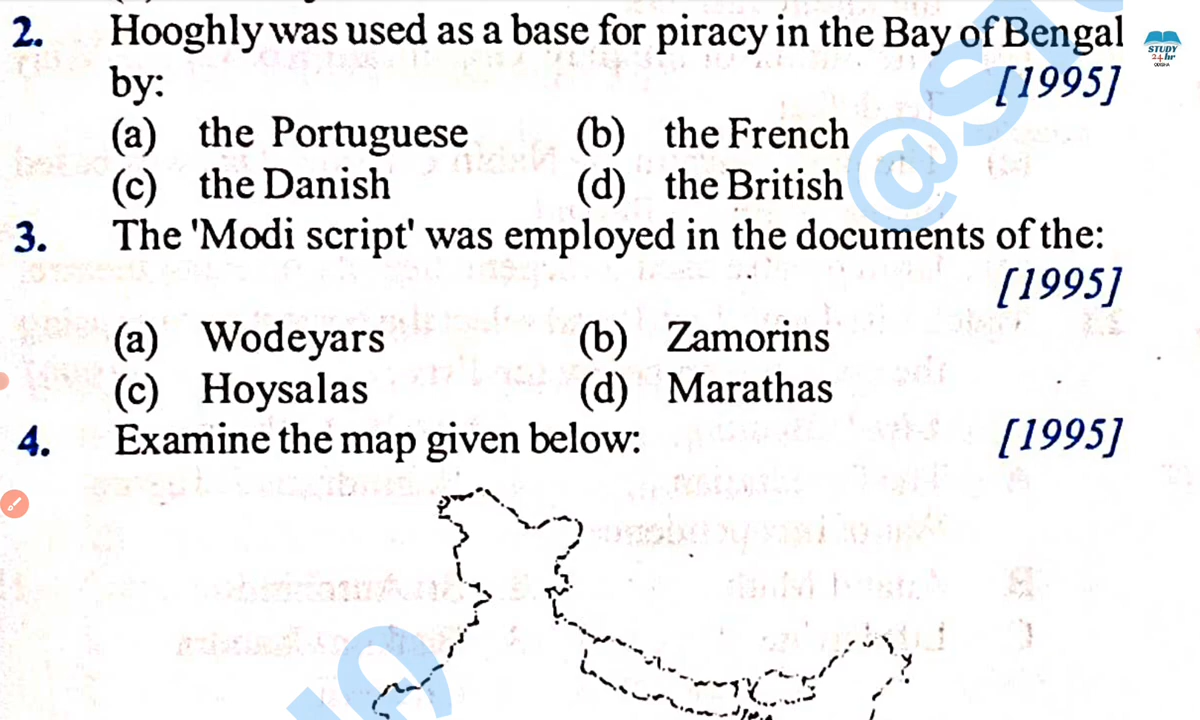 2. Hooghly was used as a base for piracy in the Bay of Bengal
by: [1995]
(a) the Portuguese (b) the French
(c) the Danish (d) the British
3. The 'Modi script' was employed in the documents of the:
[1995]
(a) Wodeyars (b) Zamorins
(c) Hoysalas (d) Marathas
4. Examine the map given below: [1995]
STUDY
24 hr
ODISHA